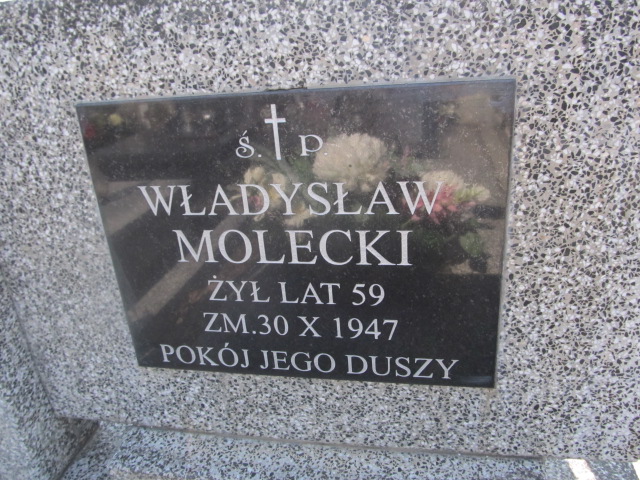 Ś. P.
WŁADYSŁAW
MOLECKI
ŻYŁ LAT 59
ZM.30 X 1947
POKÓJ JEGO DUSZY